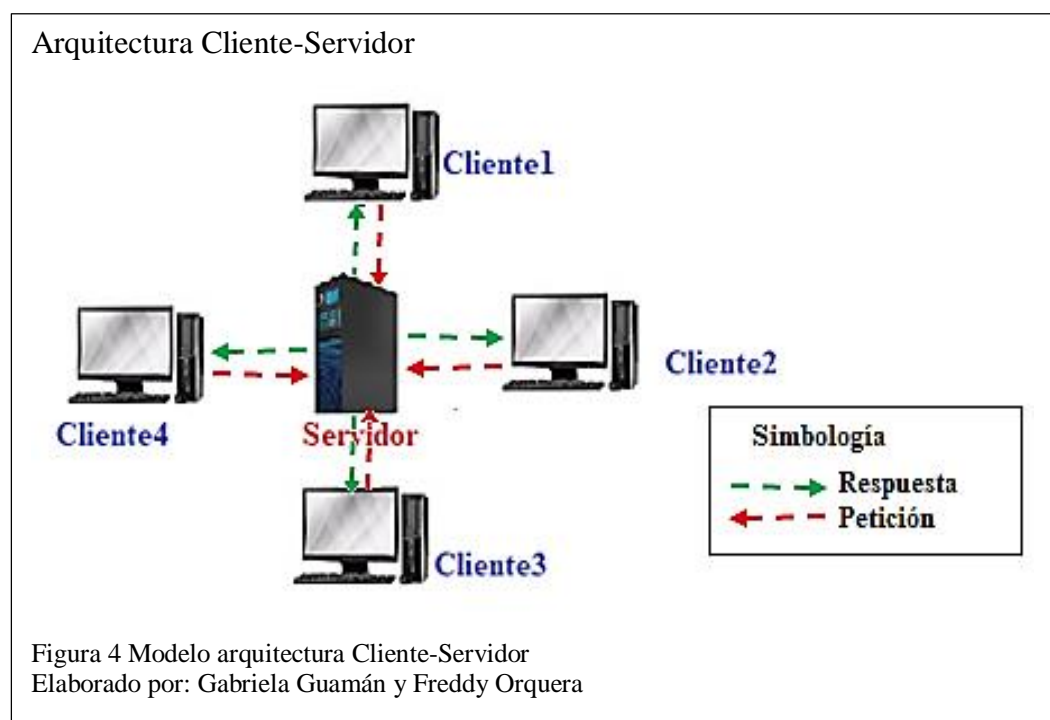 Arquitectura Cliente-Servidor
Cliente1
Cliente2
Cliente4
Servidor
Simbología
Respuesta
Petición
Cliente3
Figura 4 Modelo arquitectura Cliente-Servidor
Elaborado por: Gabriela Guamán y Freddy Orquera